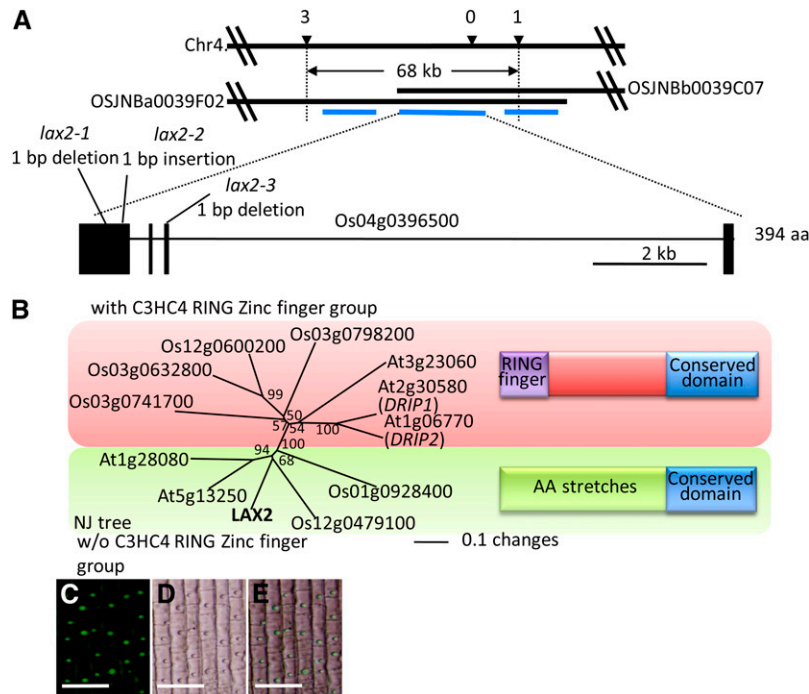 A
3 0 1
Chr4.
68 kb
OSJNBb0039C07
OSJNBa0039F02
lax2-1
1 bp deletion
lax2-2
1 bp insertion
lax2-3
1 bp deletion
Os04g0396500
394 aa
2 kb
B
with C3HC4 RING Zinc finger group
Os03g0798200
Os12g0600200
At3g23060
Os03g0632800
At2g30580
(DRIP1)
Os03g0741700
At1g06770
(DRIP2)
99
50
57
54
100
100
94
68
At1g28080
At5g13250
LAX2
Os01g0928400
Os12g0479100
RING
finger
Conserved
domain
AA stretches
Conserved
domain
NJ tree
w/o C3HC4 RING Zinc finger
group
0.1 changes
C D E